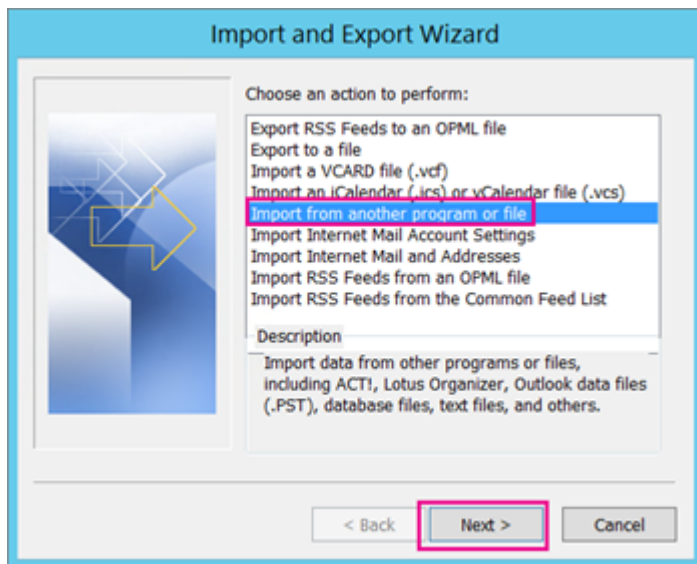 Import and Export Wizard
Choose an action to perform:
Export RSS Feeds to an OPML file
Export to a file
Import a VCARD file (.vcf)
Import an iCalendar (.ics) or vCalendar file (.vcs)
Import from another program or file
Import Internet Mail Account Settings
Import Internet Mail and Addresses
Import RSS Feeds from an OPML file
Import RSS Feeds from the Common Feed List
Description
Import data from other programs or files,
including ACT!, Lotus Organizer, Outlook data files
(.PST), database files, text files, and others.
< Back Next > Cancel